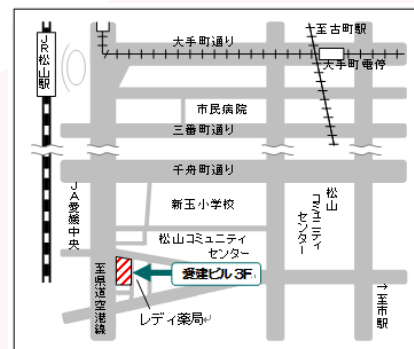 至古町駅
大手町通り
JR松山駅
大手町電停
市民病院
三番町通り
千舟町通り
JA愛媛中央
新玉小学校
松山
コミュニティ
センター
松山コミュニティ
センター
至県道空港線
愛建ビル3F
レディ薬局
→至市駅